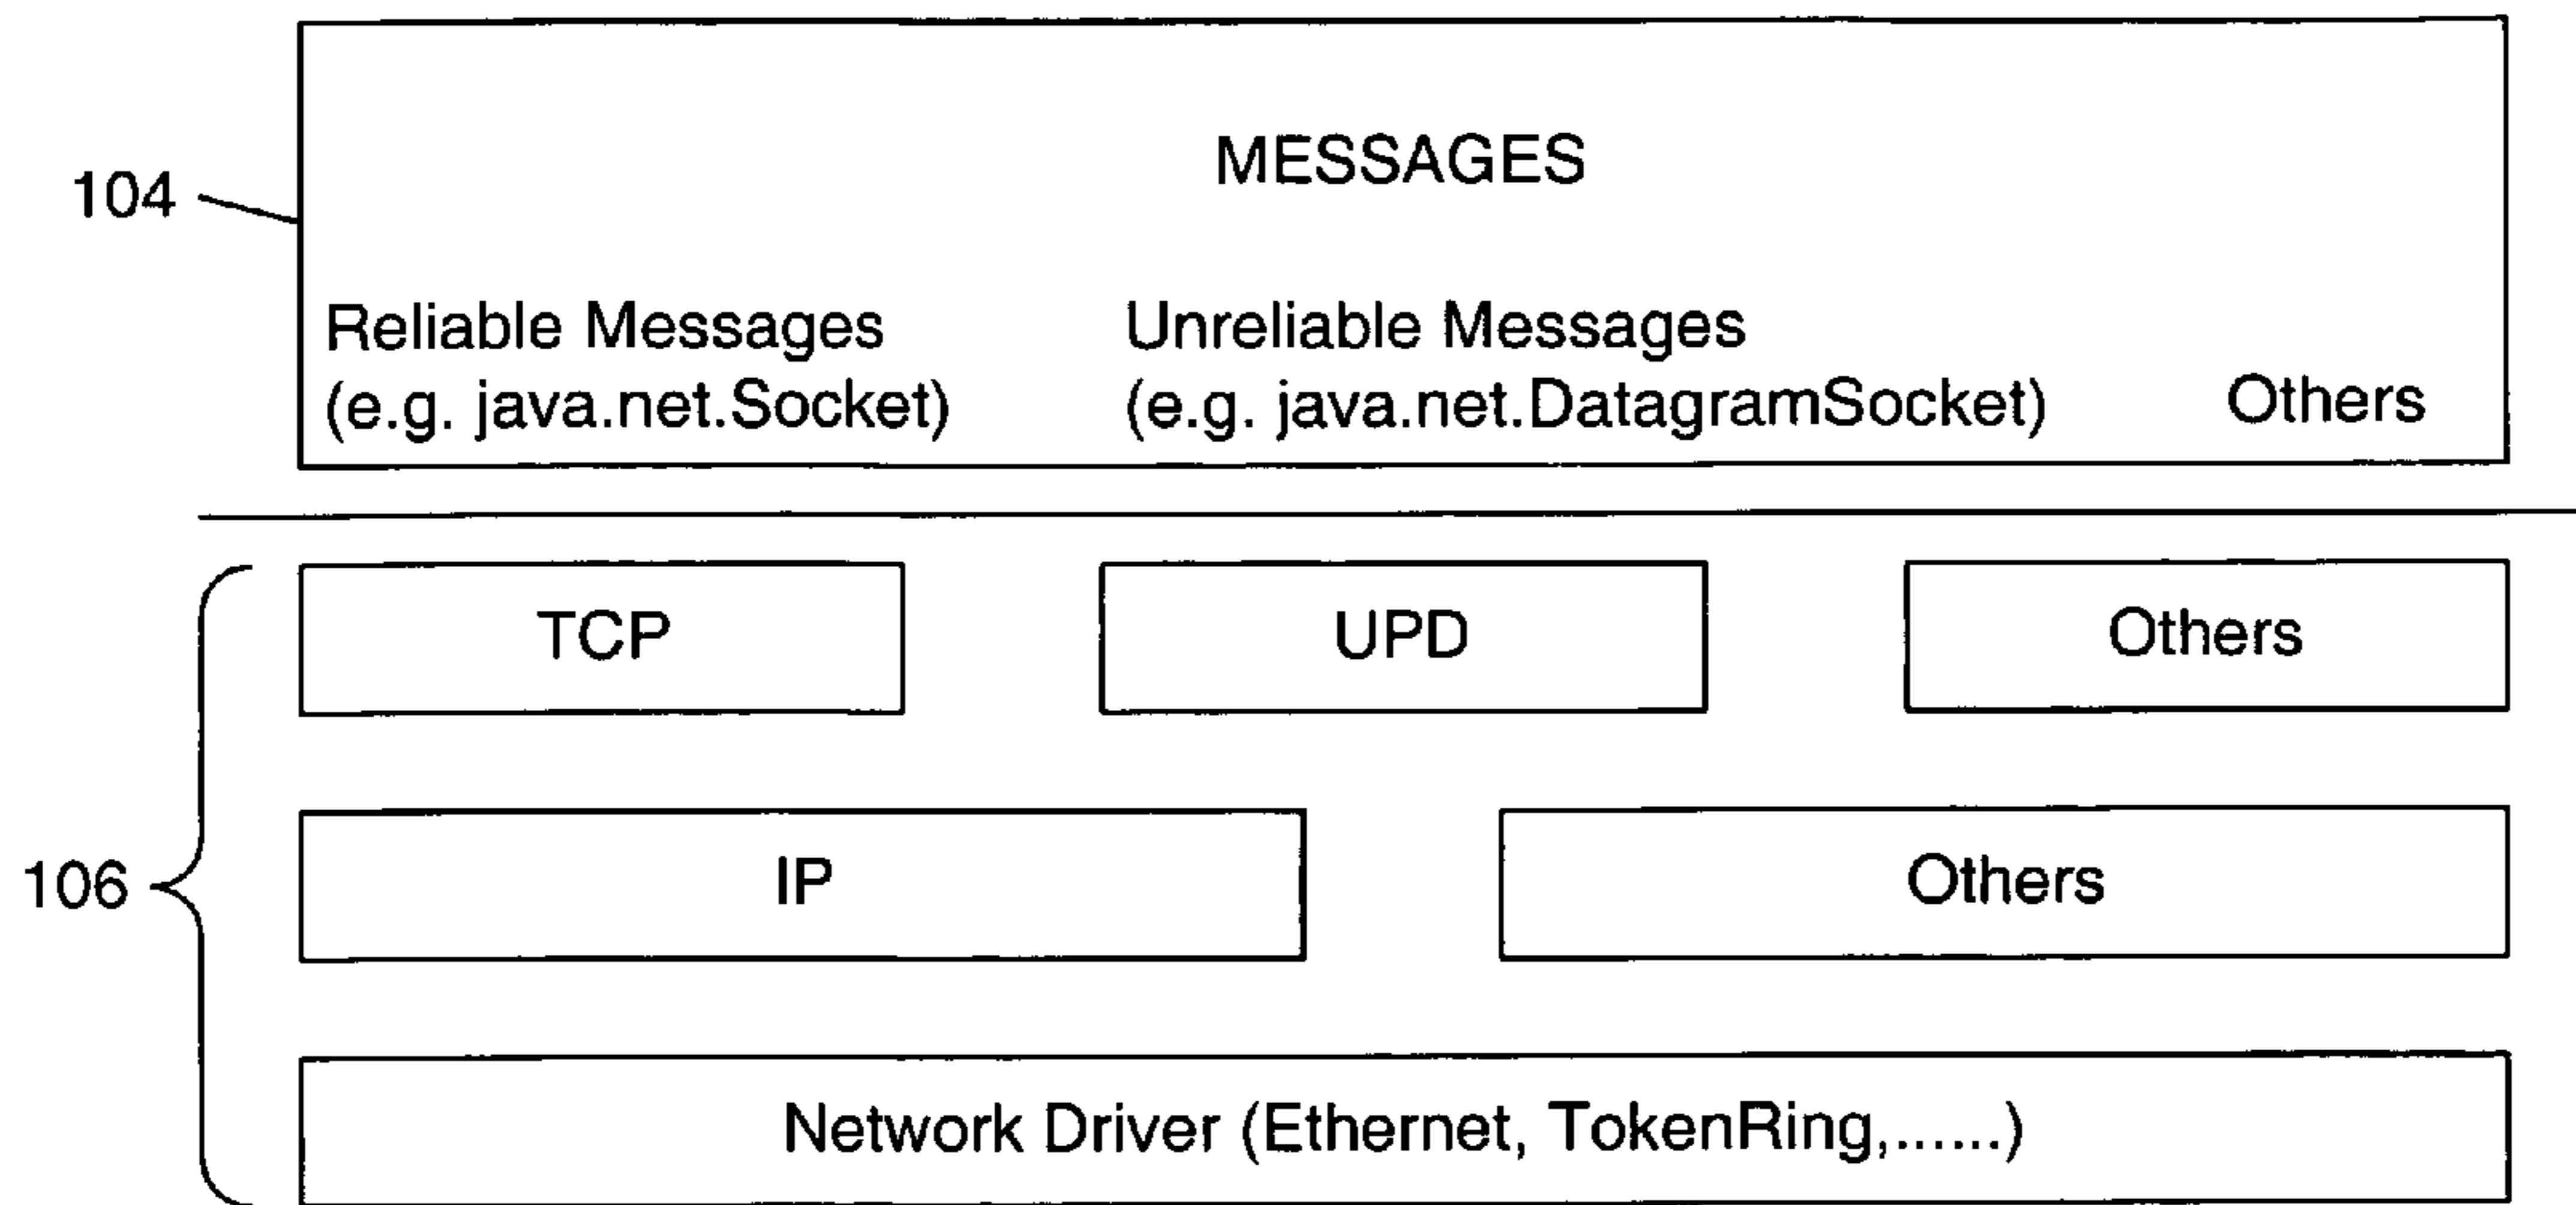 MESSAGES
104
Reliable Messages
(e.g. java.net.Socket)
Unreliable Messages
(e.g. java.net.DatagramSocket)
Others
TCP
UPD
Others
106
IP
Others
Network Driver (Ethernet, TokenRing,......)